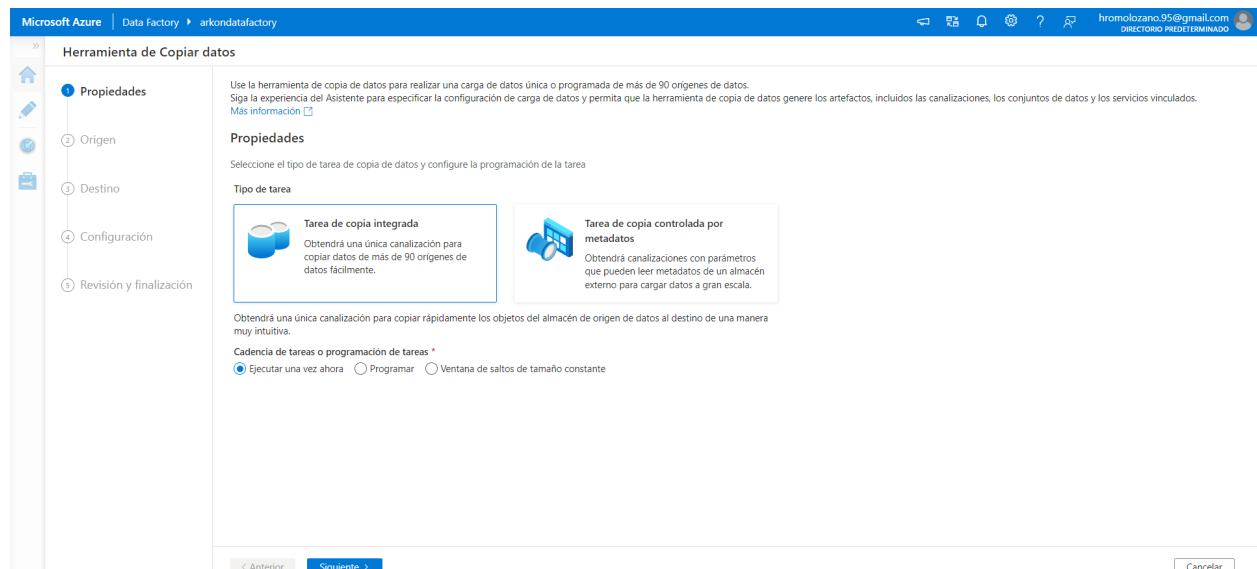 Microsoft Azure | Data Factory ▸ arkondatafactory
hromolozano.95@gmail.com
DIRECTORIO PREDETERMINADO
Herramienta de Copiar datos
1 Propiedades
2 Origen
3 Destino
4 Configuración
5 Revisión y finalización
Use la herramienta de copia de datos para realizar una carga de datos única o programada de más de 90 orígenes de datos.
Siga la experiencia del Asistente para especificar la configuración de carga de datos y permita que la herramienta de copia de datos genere los artefactos, incluidos las canalizaciones, los conjuntos de datos y los servicios vinculados.
Más información
Propiedades
Seleccione el tipo de tarea de copia de datos y configure la programación de la tarea
Tipo de tarea
Tarea de copia integrada
Obtendrá una única canalización para
copiar datos de más de 90 orígenes de
datos fácilmente.
Tarea de copia controlada por
metadatos
Obtendrá canalizaciones con parámetros
que pueden leer metadatos de un almacén
externo para cargar datos a gran escala.
Obtendrá una única canalización para copiar rápidamente los objetos del almacén de origen de datos al destino de una manera
muy intuitiva.
Cadencia de tareas o programación de tareas *
Ejecutar una vez ahora Programar Ventana de saltos de tamaño constante
< Anterior Siguiente > Cancelar